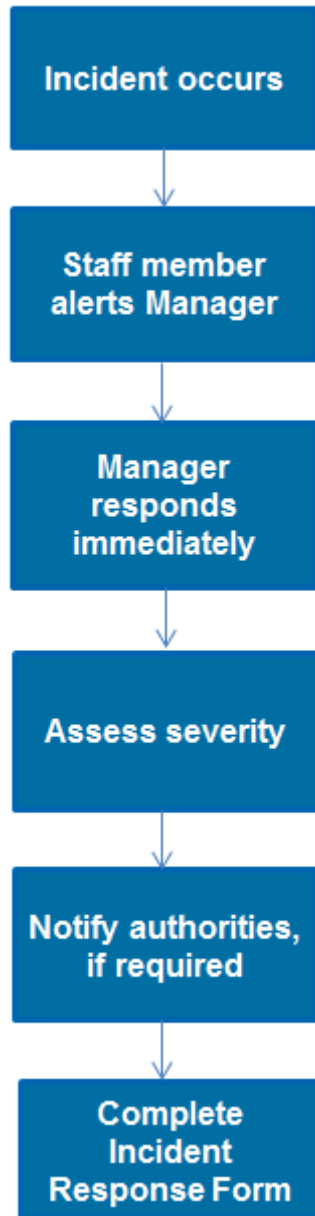 Incident occurs
Staff member
alerts Manager
Manager
responds
immediately
Assess severity
Notify authorities,
if required
Complete
Incident
Response Form